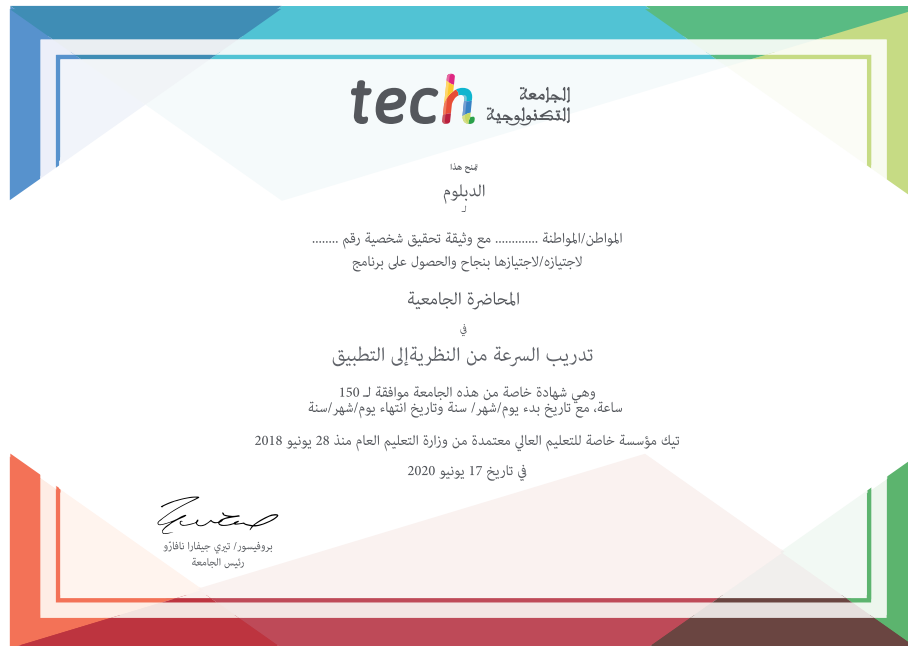 tech الجامعة
التكنولوجية
تمنح هذا
الدبلوم
لـ
المواطن/المواطنة ............. مع وثيقة تحقيق شخصية رقم ........
لاجتيازه/لاجتيازها بنجاح والحصول على برنامج
المحاضرة الجامعية
في
تدريب السرعة من النظريةإلى التطبيق
وهي شهادة خاصة من هذه الجامعة موافقة لـ 150
ساعة، مع تاريخ بدء يوم/شهر/ سنة وتاريخ انتهاء يوم/شهر/سنة
تيك مؤسسة خاصة للتعليم العالي معتمدة من وزارة التعليم العام منذ 28 يونيو 2018
في تاريخ 17 يونيو 2020
بروفيسور/ تيري جيفارا نافارّو
رئيس الجامعة